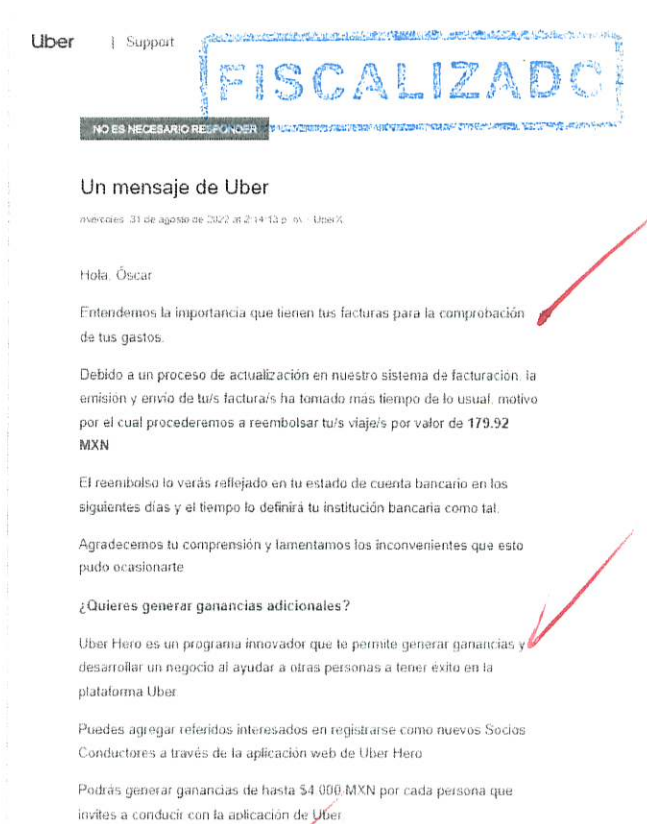 Uber | Support
FISCALIZADO
NO ES NECESARIO RESPONDER
Un mensaje de Uber
miércoles, 31 de agosto de 2022 at 2:14:13 p. m. · UberX
Hola, Óscar
Entendemos la importancia que tienen tus facturas para la comprobación
de tus gastos.
Debido a un proceso de actualización en nuestro sistema de facturación, la
emisión y envío de tu/s factura/s ha tomado más tiempo de lo usual, motivo
por el cual procederemos a reembolsar tu/s viaje/s por valor de 179.92
MXN
El reembolso lo verás reflejado en tu estado de cuenta bancario en los
siguientes días y el tiempo lo definirá tu institución bancaria como tal.
Agradecemos tu comprensión y lamentamos los inconvenientes que esto
pudo ocasionarte
¿Quieres generar ganancias adicionales?
Uber Hero es un programa innovador que te permite generar ganancias y
desarrollar un negocio al ayudar a otras personas a tener éxito en la
plataforma Uber
Puedes agregar referidos interesados en registrarse como nuevos Socios
Conductores a través de la aplicación web de Uber Hero
Podrás generar ganancias de hasta $4,000 MXN por cada persona que
invites a conducir con la aplicación de Uber